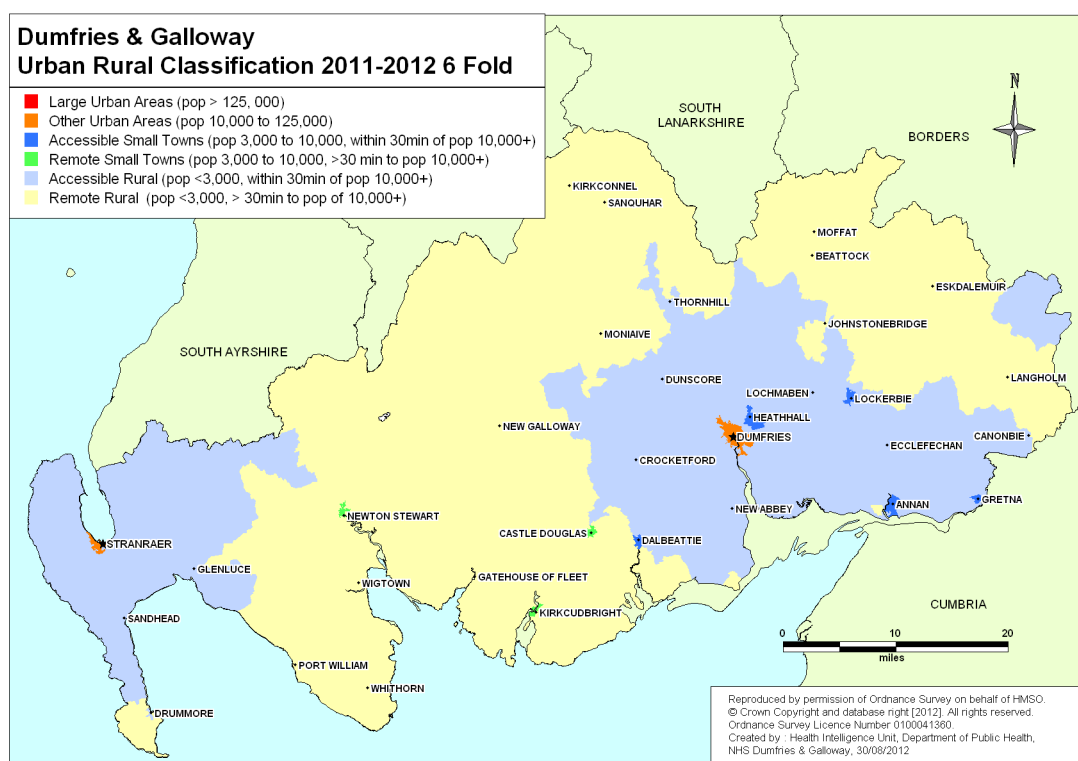 Dumfries & Galloway
Urban Rural Classification 2011-2012 6 Fold
Large Urban Areas (pop > 125, 000)
Other Urban Areas (pop 10,000 to 125,000)
Accessible Small Towns (pop 3,000 to 10,000, within 30min of pop 10,000+)
Remote Small Towns (pop 3,000 to 10,000, >30 min to pop 10,000+)
Accessible Rural (pop <3,000, within 30min of pop 10,000+)
Remote Rural (pop <3,000, > 30min to pop of 10,000+)
N
SOUTH
LANARKSHIRE
BORDERS
KIRKCONNEL
SANQUHAR
MOFFAT
BEATTOCK
ESKDALEMUIR
THORNHILL
JOHNSTONEBRIDGE
MONIAIVE
SOUTH AYRSHIRE
DUNSCORE
LANGHOLM
LOCHMABEN
LOCKERBIE
HEATHHALL
NEW GALLOWAY
DUMFRIES
CANONBIE
ECCLEFECHAN
CROCKETFORD
GRETNA
ANNAN
NEW ABBEY
NEWTON STEWART
CASTLE DOUGLAS
DALBEATTIE
STRANRAER
GLENLUCE
GATEHOUSE OF FLEET
WIGTOWN
CUMBRIA
KIRKCUDBRIGHT
SANDHEAD
0 10 20
miles
PORT WILLIAM
WHITHORN
DRUMMORE
Reproduced by permission of Ordnance Survey on behalf of HMSO.
© Crown Copyright and database right [2012]. All rights reserved.
Ordnance Survey Licence Number 0100041360.
Created by : Health Intelligence Unit, Department of Public Health,
NHS Dumfries & Galloway, 30/08/2012